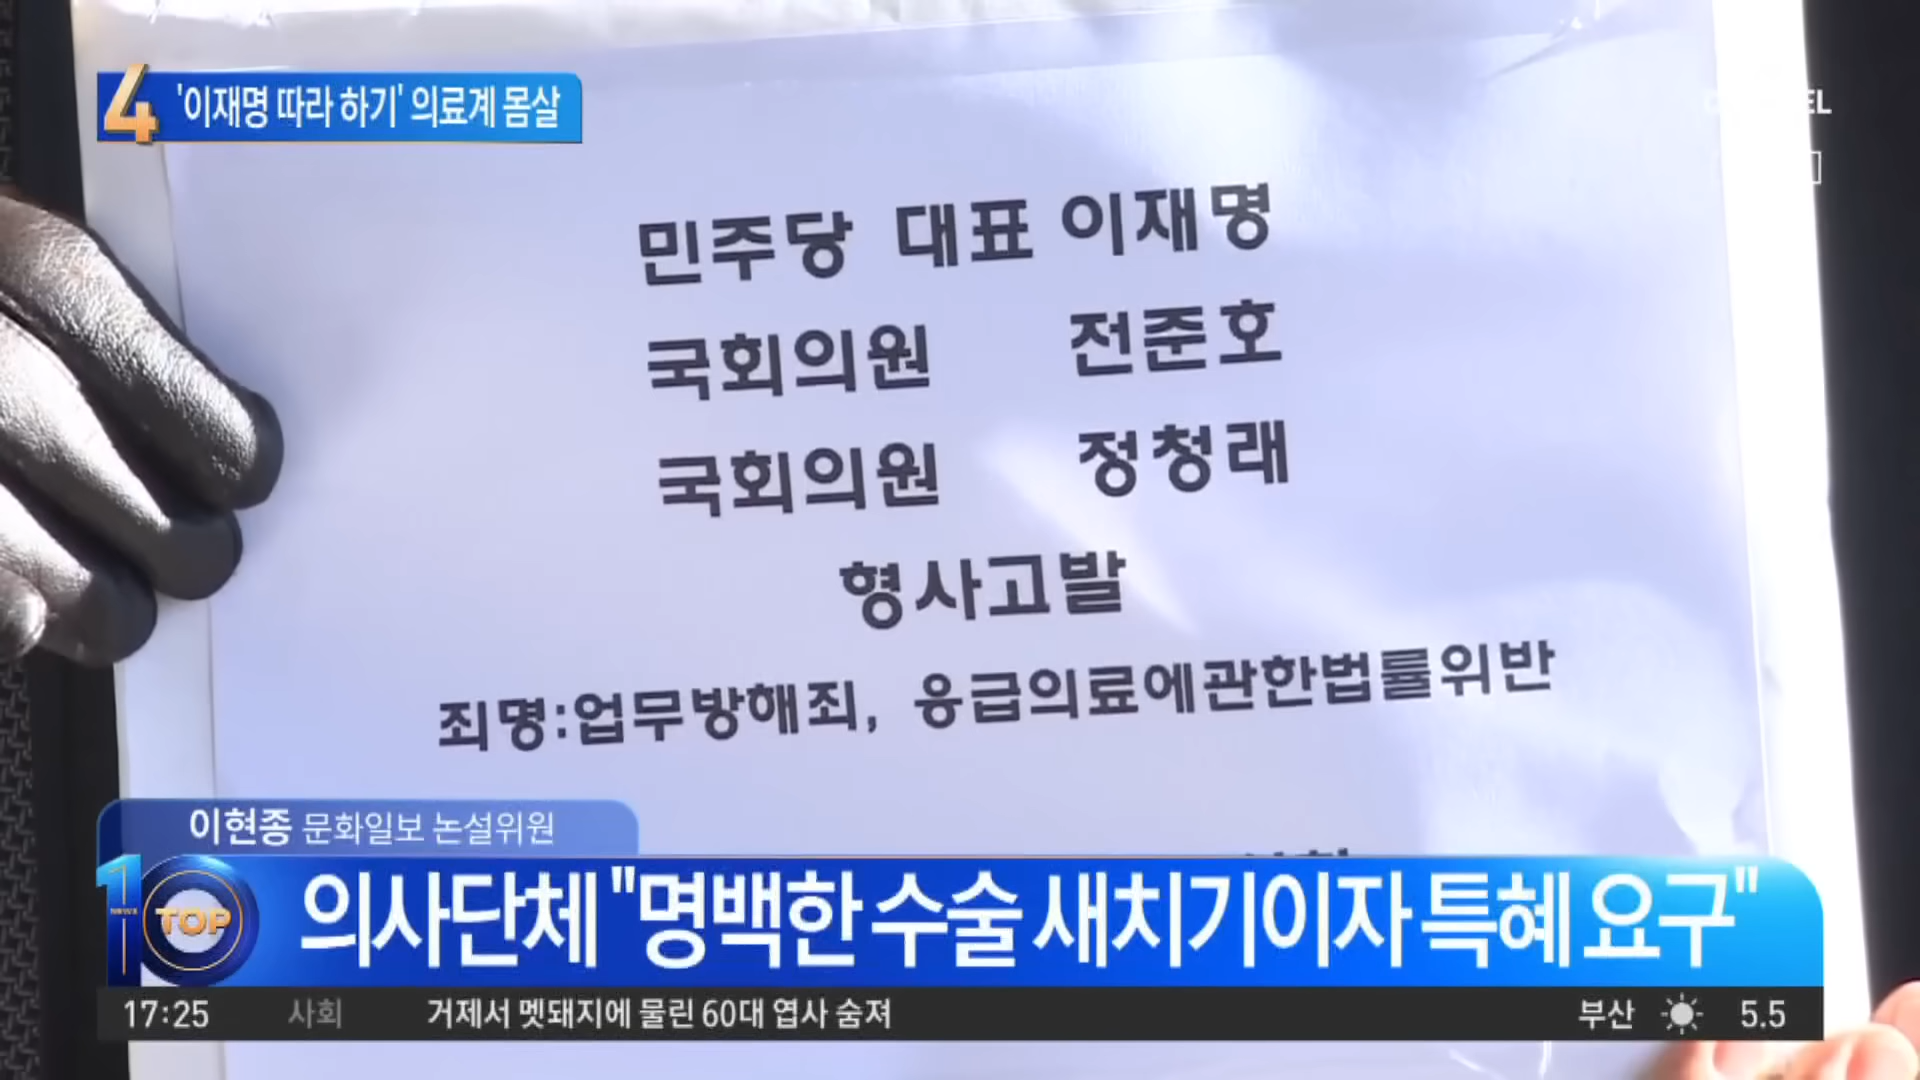 4 '이재명 따라 하기' 의료계 몸살
EL
민주당 대표 이재명
국회의원 전준호
국회의원 정청래
형사고발
죄명:업무방해죄, 응급의료에관한법률위반
이현종 문화일보 논설위원
NEWS TOP10
의사단체 "명백한 수술 새치기이자 특혜 요구"
17:25 사회 거제서 멧돼지에 물린 60대 엽사 숨져 부산 5.5